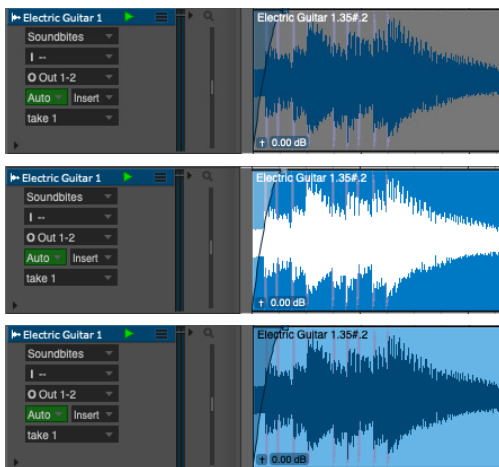 Electric Guitar 1
Electric Guitar 1.35#.2
Soundbites
I --
O Out 1-2
Auto Insert
take 1
† 0.00 dB
Electric Guitar 1
Electric Guitar 1.35#.2
Soundbites
I --
O Out 1-2
Auto Insert
take 1
† 0.00 dB
Electric Guitar 1
Electric Guitar 1.35#.2
Soundbites
I --
O Out 1-2
Auto Insert
take 1
† 0.00 dB